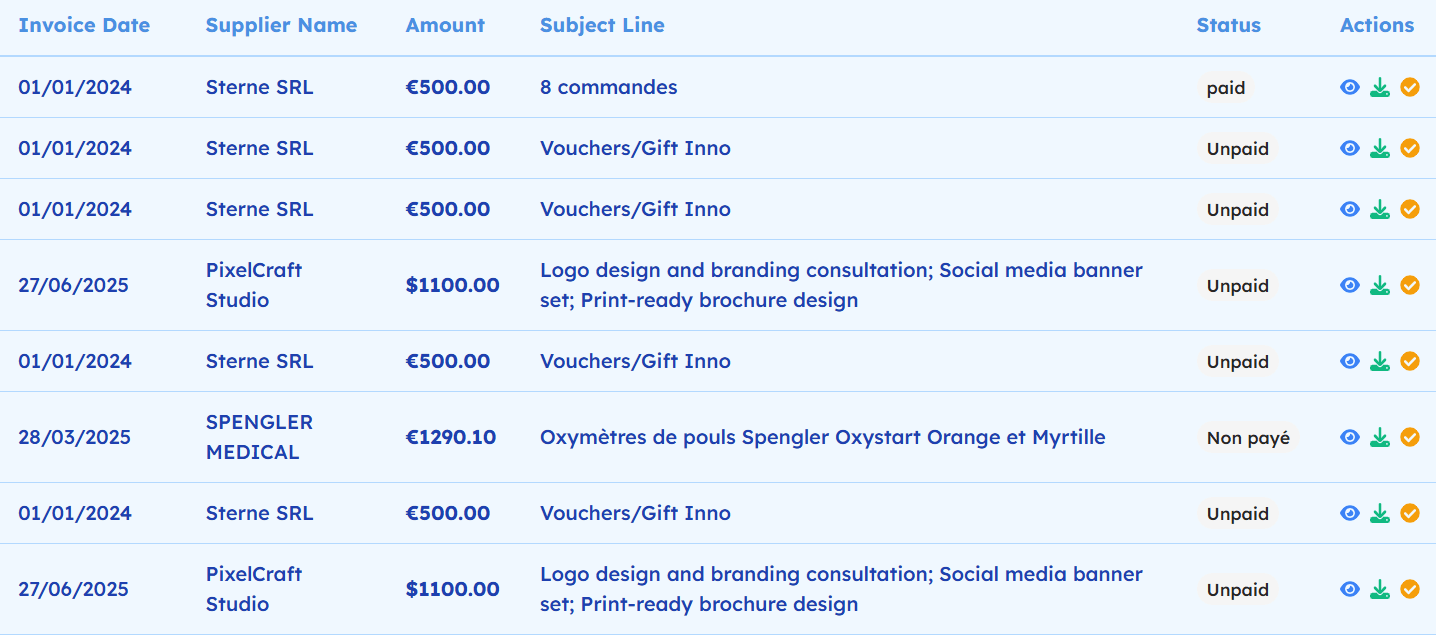 Invoice Date Supplier Name Amount Subject Line Status Actions
01/01/2024 Sterne SRL €500.00 8 commandes paid
01/01/2024 Sterne SRL €500.00 Vouchers/Gift Inno Unpaid
01/01/2024 Sterne SRL €500.00 Vouchers/Gift Inno Unpaid
27/06/2025 PixelCraft Studio $1100.00 Logo design and branding consultation; Social media banner set; Print-ready brochure design Unpaid
01/01/2024 Sterne SRL €500.00 Vouchers/Gift Inno Unpaid
28/03/2025 SPENGLER MEDICAL €1290.10 Oxymètres de pouls Spengler Oxystart Orange et Myrtille Non payé
01/01/2024 Sterne SRL €500.00 Vouchers/Gift Inno Unpaid
27/06/2025 PixelCraft Studio $1100.00 Logo design and branding consultation; Social media banner set; Print-ready brochure design Unpaid